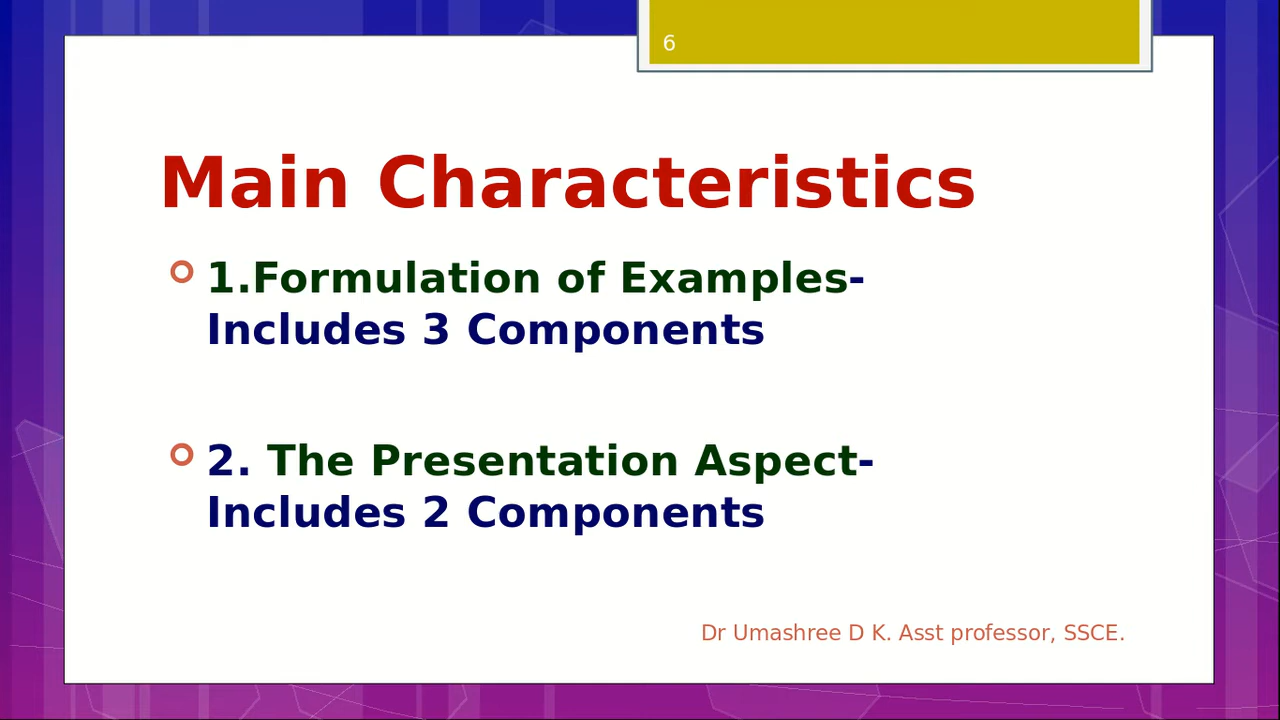 6
Main Characteristics
1.Formulation of Examples-
Includes 3 Components
2. The Presentation Aspect-
Includes 2 Components
Dr Umashree D K. Asst professor, SSCE.